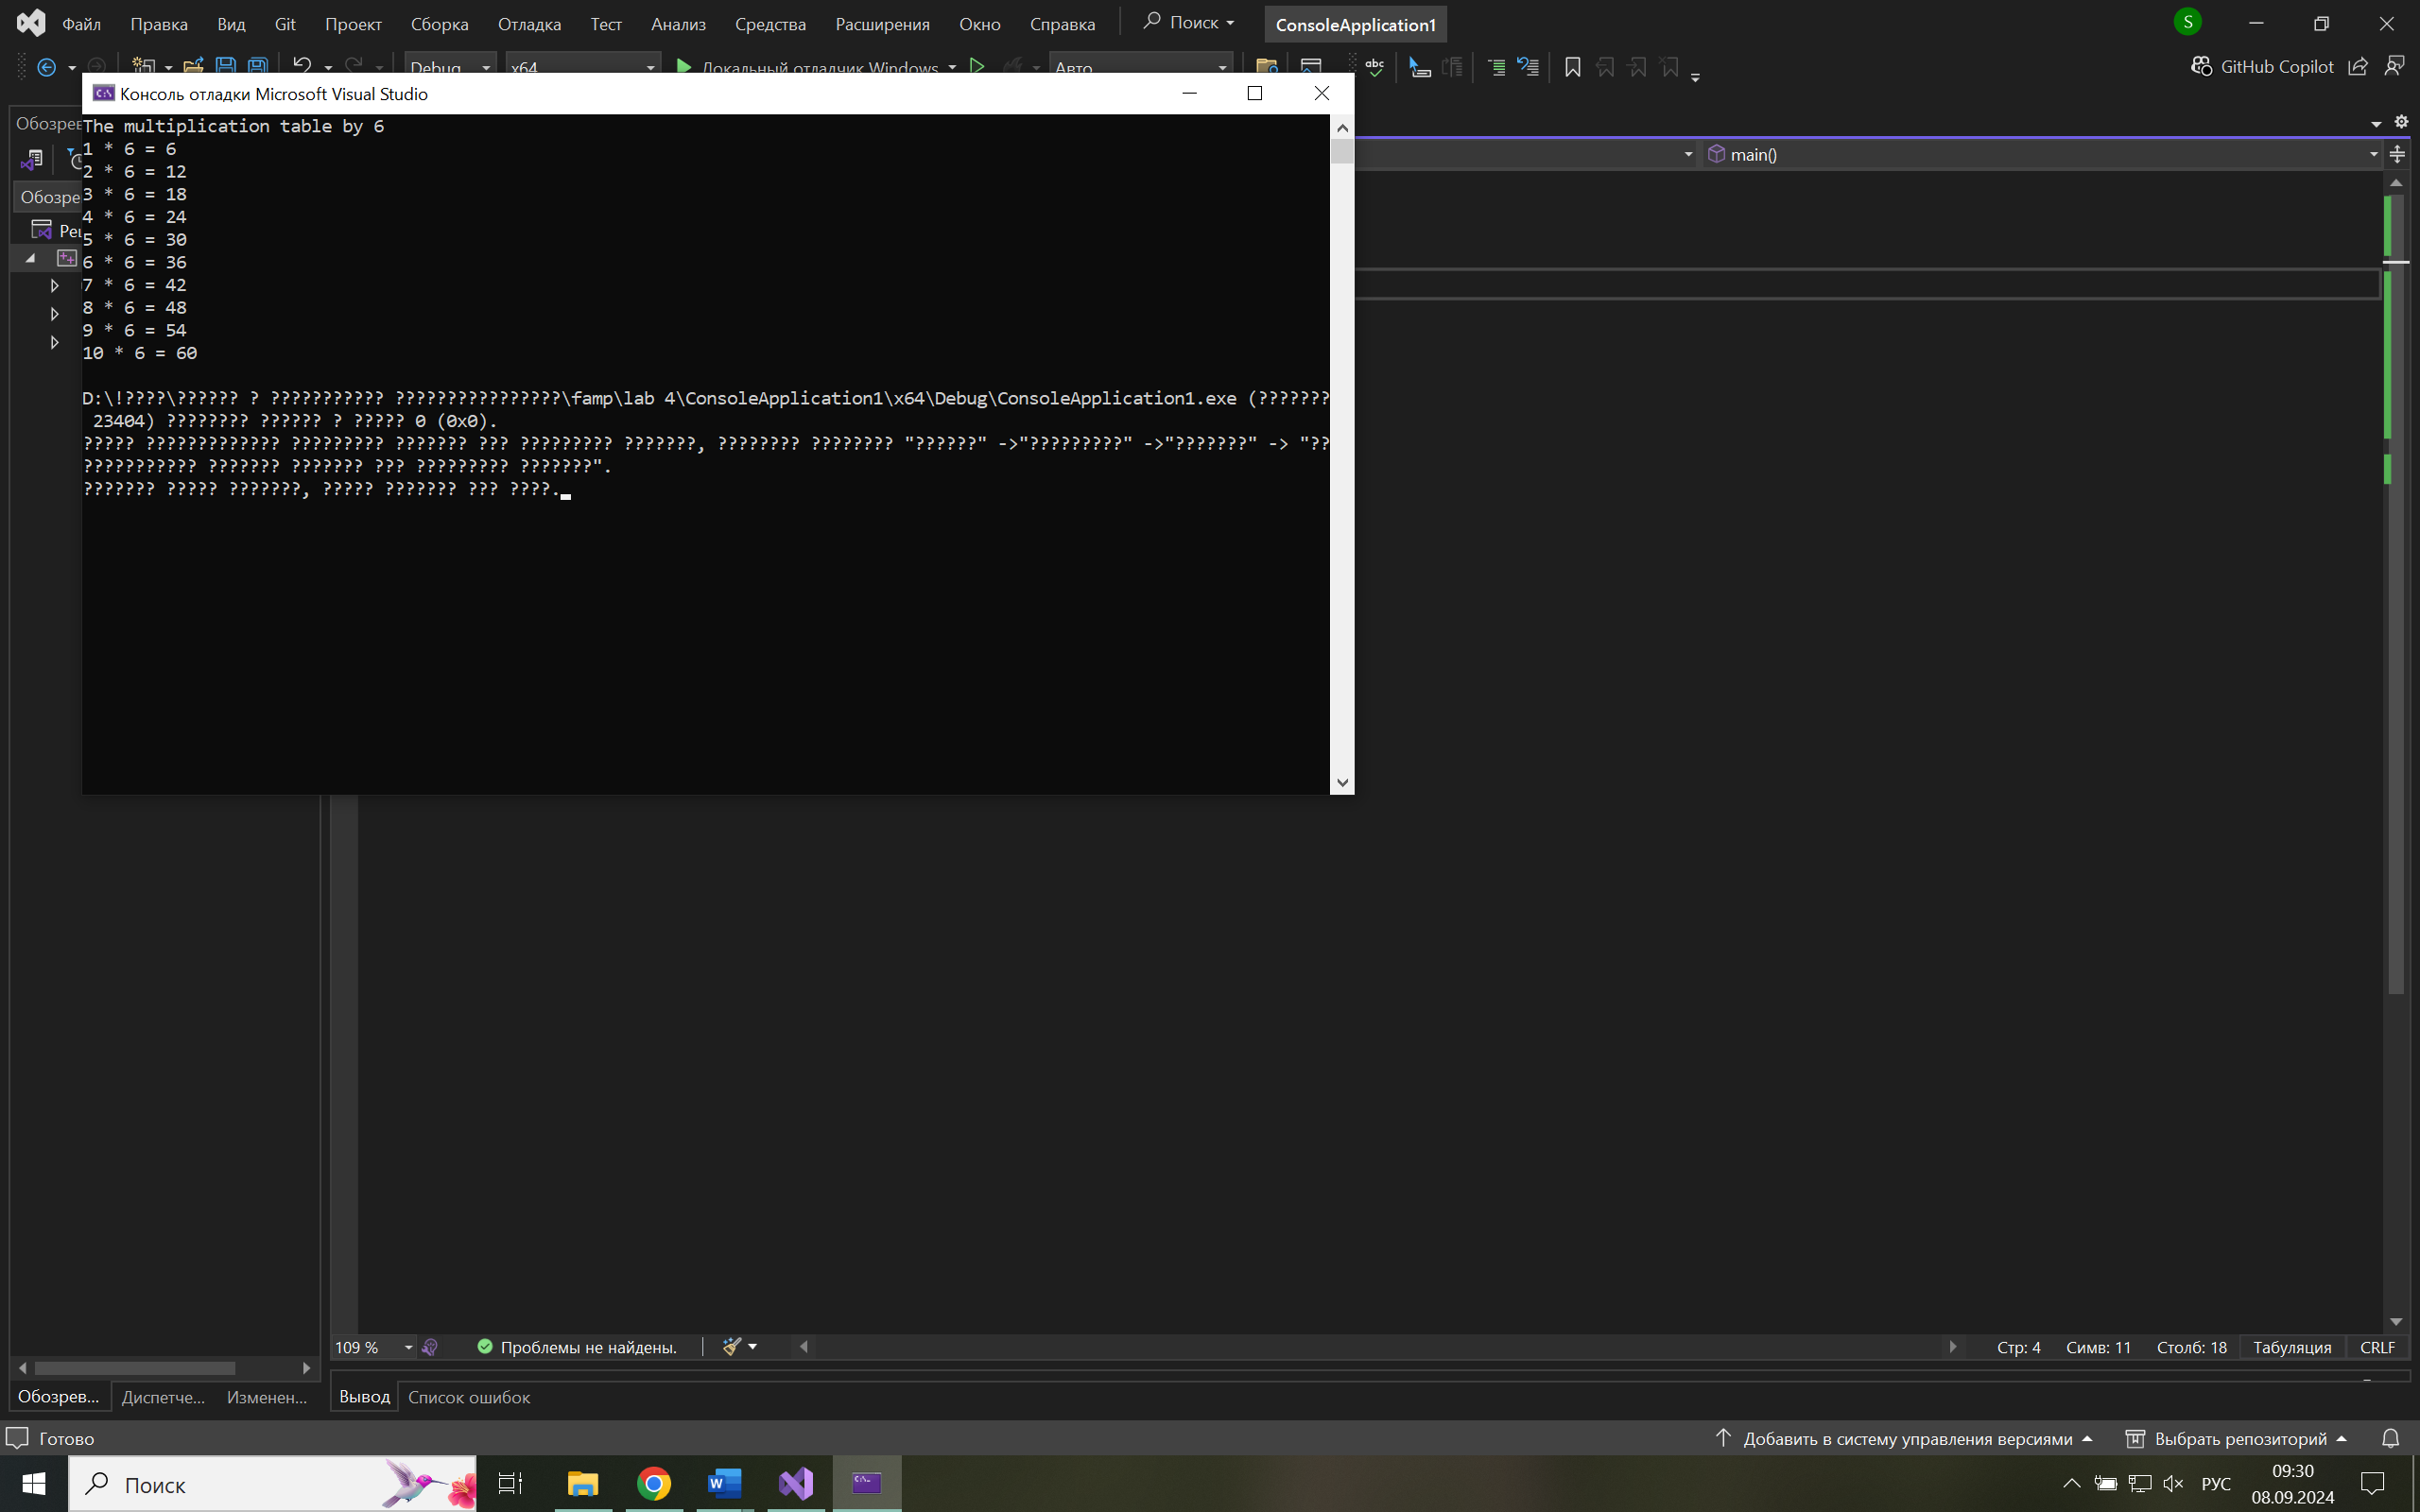 Файл Правка Вид Git Проект Сборка Отладка Тест Анализ Средства Расширения Окно Справка Поиск ConsoleApplication1 S
Debug x64 Локальный отладчик Windows Авто abc GitHub Copilot
Консоль отладки Microsoft Visual Studio
The multiplication table by 6
1 * 6 = 6
2 * 6 = 12
3 * 6 = 18
4 * 6 = 24
5 * 6 = 30
6 * 6 = 36
7 * 6 = 42
8 * 6 = 48
9 * 6 = 54
10 * 6 = 60
D:\!????\?????? ? ??????????? ????????????????\famp\lab 4\ConsoleApplication1\x64\Debug\ConsoleApplication1.exe (???????
23404) ???????? ?????? ? ????? 0 (0x0).
????? ????????????? ????????? ??????? ??? ????????? ???????, ???????? ???????? "??????" ->"?????????" ->"???????" -> "??
??????????? ??????? ??????? ??? ????????? ???????".
??????? ????? ???????, ????? ??????? ??? ????.
main()
109 % Проблемы не найдены. Стр: 4 Симв: 11 Столб: 18 Табуляция CRLF
Обозрев... Диспетче... Изменен... Вывод Список ошибок
Готово Добавить в систему управления версиями Выбрать репозиторий
Поиск РУС 09:30
08.09.2024